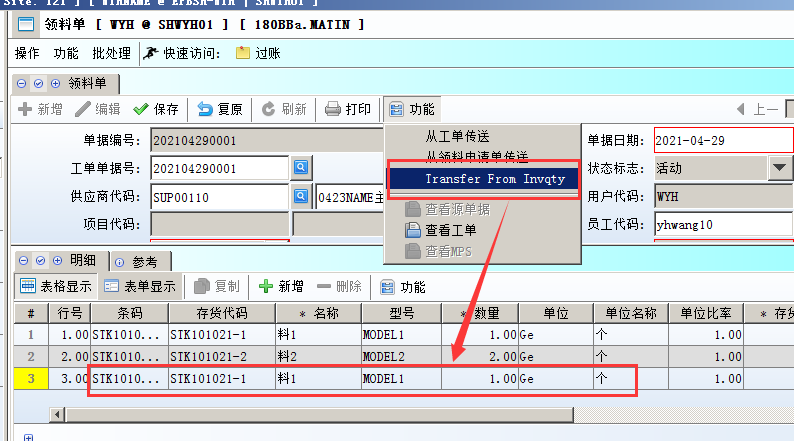 领料单 [ WYH @ SHWYH01 ] [ 180BBa.MATIN ]
操作 功能 批处理 快速访问: 过账
领料单
新增 编辑 保存 复原 刷新 打印 功能 上一
单据编号: 202104290001 单据日期: 2021-04-29
工单单据号: 202104290001 状态标志: 活动
供应商代码: SUP00110 0423NAME主 用户代码: WYH
项目代码: 员工代码: yhwang10
从工单传送
从领料申请单传送
Transfer From Invqty
查看源单据
查看工单
查看MPS
明细 参考
表格显示 表单显示 复制 新增 删除 功能
# 行号 条码 存货代码 * 名称 型号 * 数量 单位 单位名称 单位比率 * 存货
1 1.00 STK1010... STK101021-1 料1 MODEL1 1.00 Ge 个 1.00
2 2.00 STK1010... STK101021-2 料2 MODEL2 2.00 Ge 个 1.00
3 3.00 STK1010... STK101021-1 料1 MODEL1 1.00 Ge 个 1.00